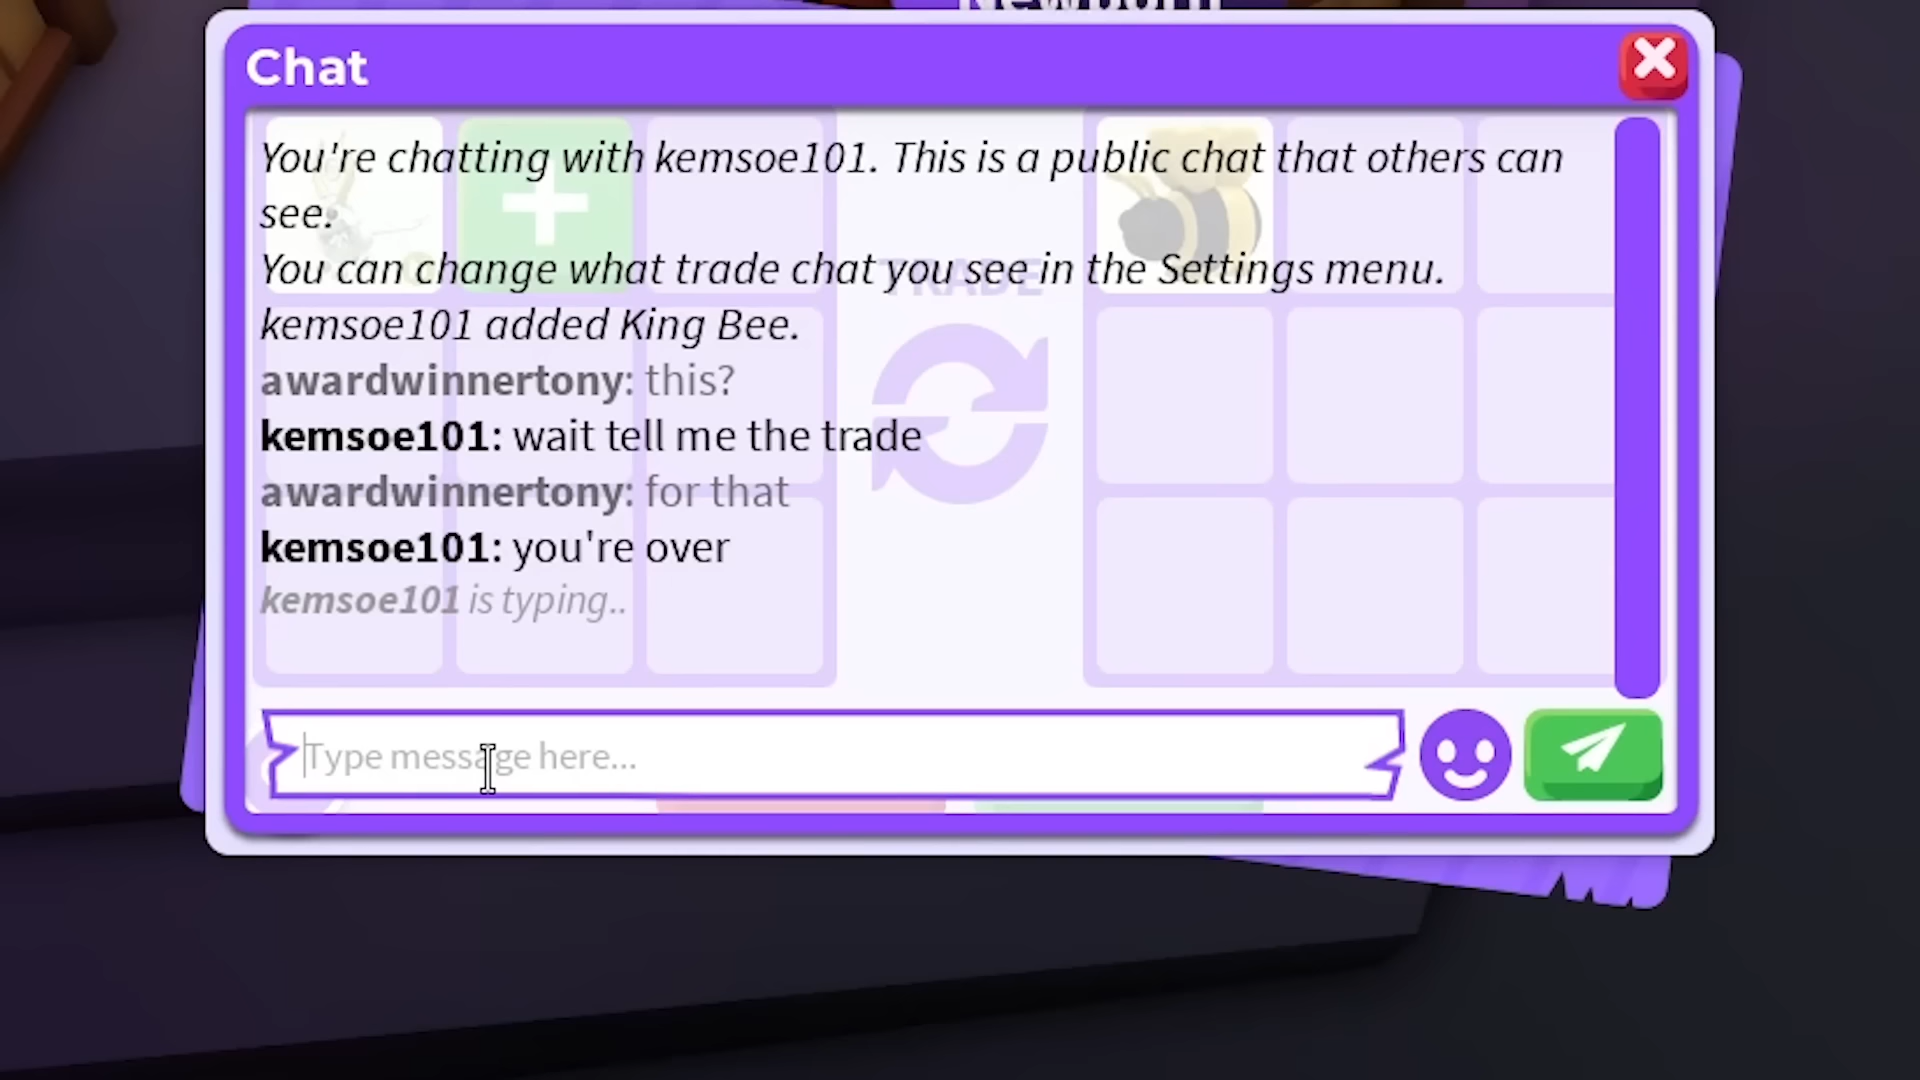 Newborn
Chat
You're chatting with kemsoe101. This is a public chat that others can
see.
You can change what trade chat you see in the Settings menu.
TRADE
kemsoe101 added King Bee.
awardwinnertony: this?
kemsoe101: wait tell me the trade
awardwinnertony: for that
kemsoe101: you're over
kemsoe101 is typing..
Type message here...